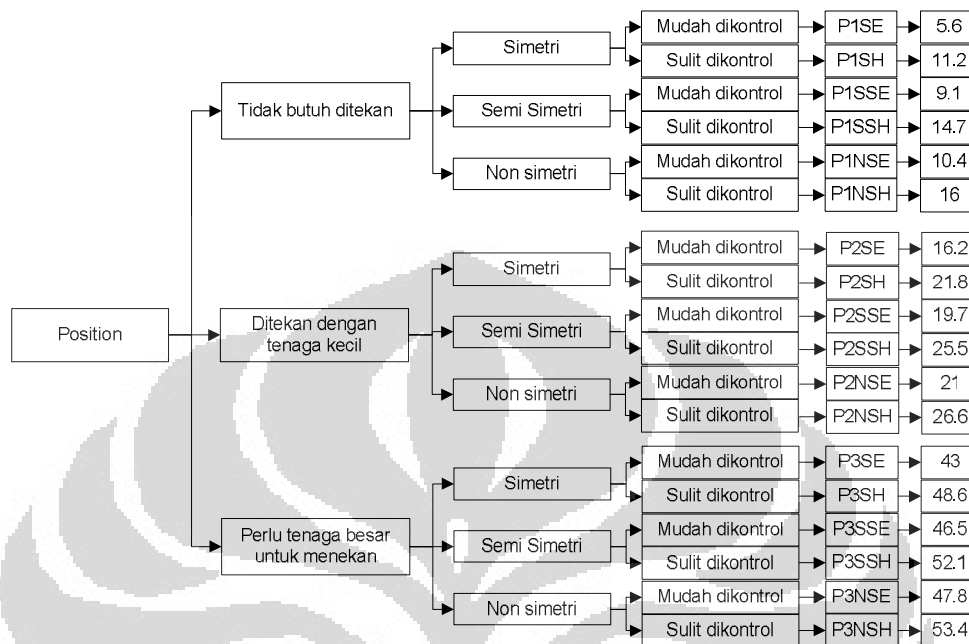 Position
Tidak butuh ditekan
Simetri
Mudah dikontrol P1SE 5.6
Sulit dikontrol P1SH 11.2
Semi Simetri
Mudah dikontrol P1SSE 9.1
Sulit dikontrol P1SSH 14.7
Non simetri
Mudah dikontrol P1NSE 10.4
Sulit dikontrol P1NSH 16
Ditekan dengan
tenaga kecil
Simetri
Mudah dikontrol P2SE 16.2
Sulit dikontrol P2SH 21.8
Semi Simetri
Mudah dikontrol P2SSE 19.7
Sulit dikontrol P2SSH 25.5
Non simetri
Mudah dikontrol P2NSE 21
Sulit dikontrol P2NSH 26.6
Perlu tenaga besar
untuk menekan
Simetri
Mudah dikontrol P3SE 43
Sulit dikontrol P3SH 48.6
Semi Simetri
Mudah dikontrol P3SSE 46.5
Sulit dikontrol P3SSH 52.1
Non simetri
Mudah dikontrol P3NSE 47.8
Sulit dikontrol P3NSH 53.4